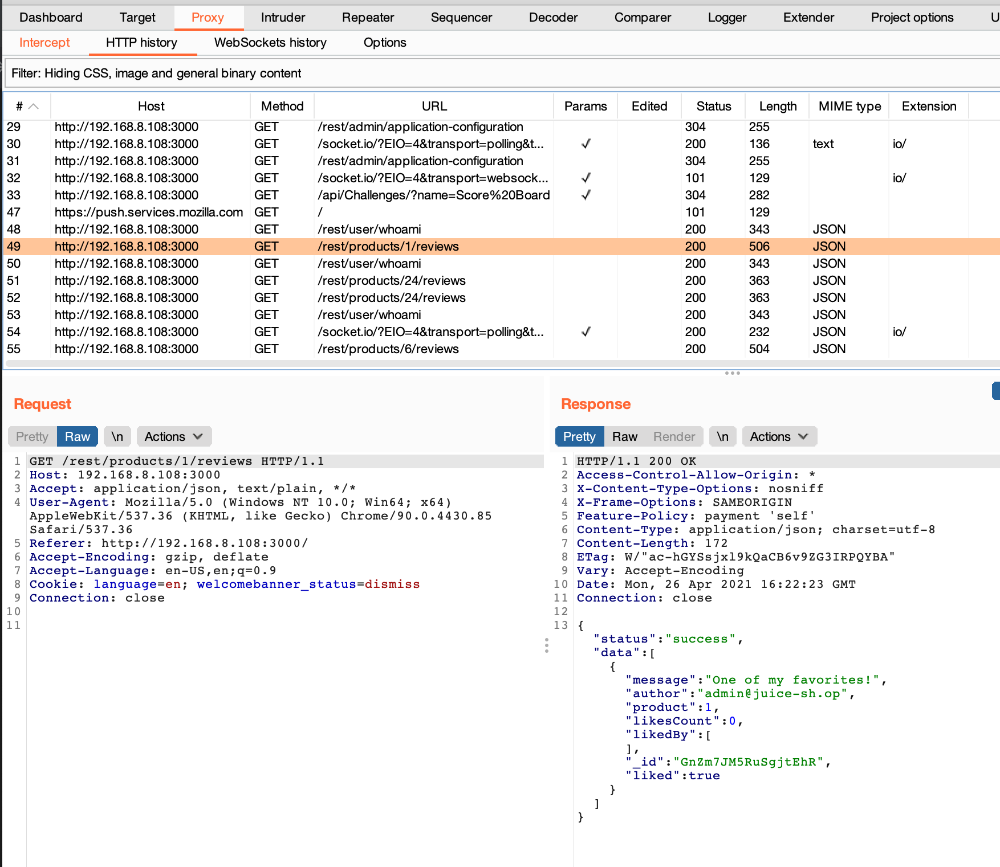 Dashboard Target Proxy Intruder Repeater Sequencer Decoder Comparer Logger Extender Project options
Intercept HTTP history WebSockets history Options
Filter: Hiding CSS, image and general binary content
# Host Method URL Params Edited Status Length MIME type Extension
29 http://192.168.8.108:3000 GET /rest/admin/application-configuration 304 255
30 http://192.168.8.108:3000 GET /socket.io/?EIO=4&transport=polling&t... ✓ 200 136 text io/
31 http://192.168.8.108:3000 GET /rest/admin/application-configuration 304 255
32 http://192.168.8.108:3000 GET /socket.io/?EIO=4&transport=websock... ✓ 101 129 io/
33 http://192.168.8.108:3000 GET /api/Challenges/?name=Score%20Board ✓ 304 282
47 https://push.services.mozilla.com GET / 101 129
48 http://192.168.8.108:3000 GET /rest/user/whoami 200 343 JSON
49 http://192.168.8.108:3000 GET /rest/products/1/reviews 200 506 JSON
50 http://192.168.8.108:3000 GET /rest/user/whoami 200 343 JSON
51 http://192.168.8.108:3000 GET /rest/products/24/reviews 200 363 JSON
52 http://192.168.8.108:3000 GET /rest/products/24/reviews 200 363 JSON
53 http://192.168.8.108:3000 GET /rest/user/whoami 200 343 JSON
54 http://192.168.8.108:3000 GET /socket.io/?EIO=4&transport=polling&t... ✓ 200 232 JSON io/
55 http://192.168.8.108:3000 GET /rest/products/6/reviews 200 504 JSON
Request
Pretty Raw \n Actions
1 GET /rest/products/1/reviews HTTP/1.1
2 Host: 192.168.8.108:3000
3 Accept: application/json, text/plain, */*
4 User-Agent: Mozilla/5.0 (Windows NT 10.0; Win64; x64)
AppleWebKit/537.36 (KHTML, like Gecko) Chrome/90.0.4430.85
Safari/537.36
5 Referer: http://192.168.8.108:3000/
6 Accept-Encoding: gzip, deflate
7 Accept-Language: en-US,en;q=0.9
8 Cookie: language=en; welcomebanner_status=dismiss
9 Connection: close
10
11
Response
Pretty Raw Render \n Actions
1 HTTP/1.1 200 OK
2 Access-Control-Allow-Origin: *
3 X-Content-Type-Options: nosniff
4 X-Frame-Options: SAMEORIGIN
5 Feature-Policy: payment 'self'
6 Content-Type: application/json; charset=utf-8
7 Content-Length: 172
8 ETag: W/"ac-hGYSsjxl9kQaCB6v9ZG3IRPQYBA"
9 Vary: Accept-Encoding
10 Date: Mon, 26 Apr 2021 16:22:23 GMT
11 Connection: close
12
13 {
"status":"success",
"data":[
{
"message":"One of my favorites!",
"author":"admin@juice-sh.op",
"product":1,
"likesCount":0,
"likedBy":[
],
"_id":"GnZm7JM5RuSgjtEhR",
"liked":true
}
]
}